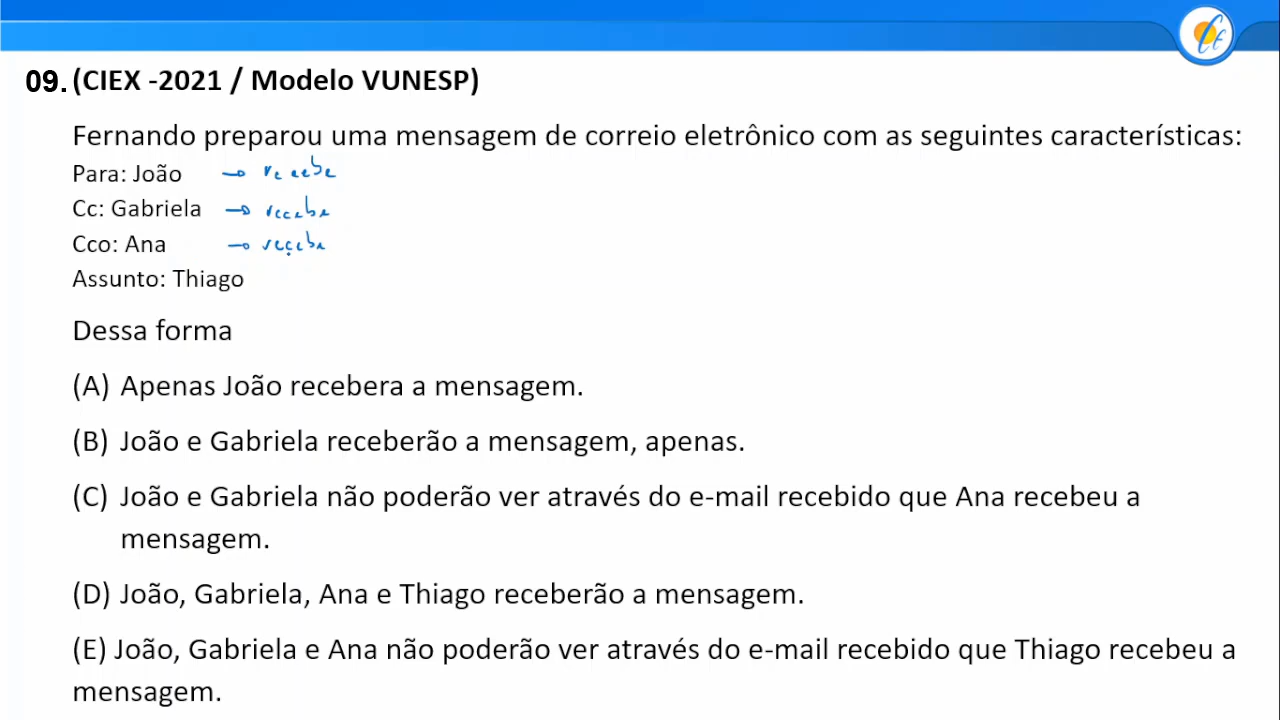 09. (CIEX -2021 / Modelo VUNESP)
Fernando preparou uma mensagem de correio eletrônico com as seguintes características:
Para: João → recebe
Cc: Gabriela → recebe
Cco: Ana → recebe
Assunto: Thiago
Dessa forma
(A) Apenas João recebera a mensagem.
(B) João e Gabriela receberão a mensagem, apenas.
(C) João e Gabriela não poderão ver através do e-mail recebido que Ana recebeu a
mensagem.
(D) João, Gabriela, Ana e Thiago receberão a mensagem.
(E) João, Gabriela e Ana não poderão ver através do e-mail recebido que Thiago recebeu a
mensagem.